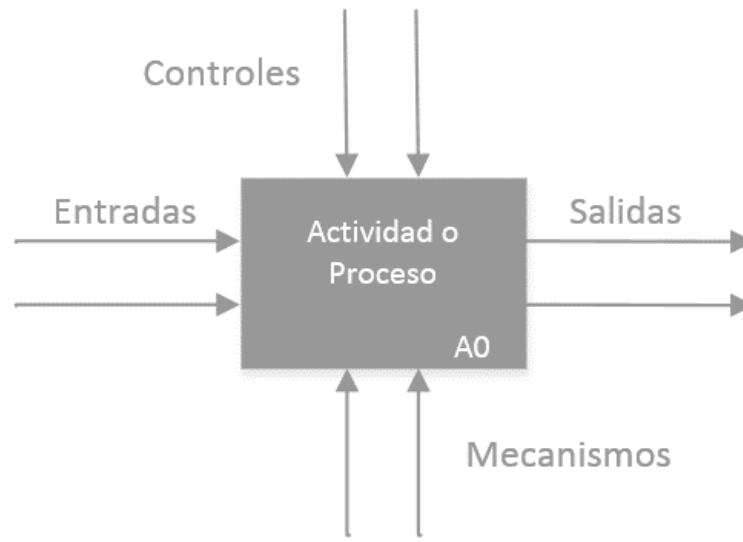 Controles
Entradas
Actividad o
Proceso
Salidas
A0
Mecanismos